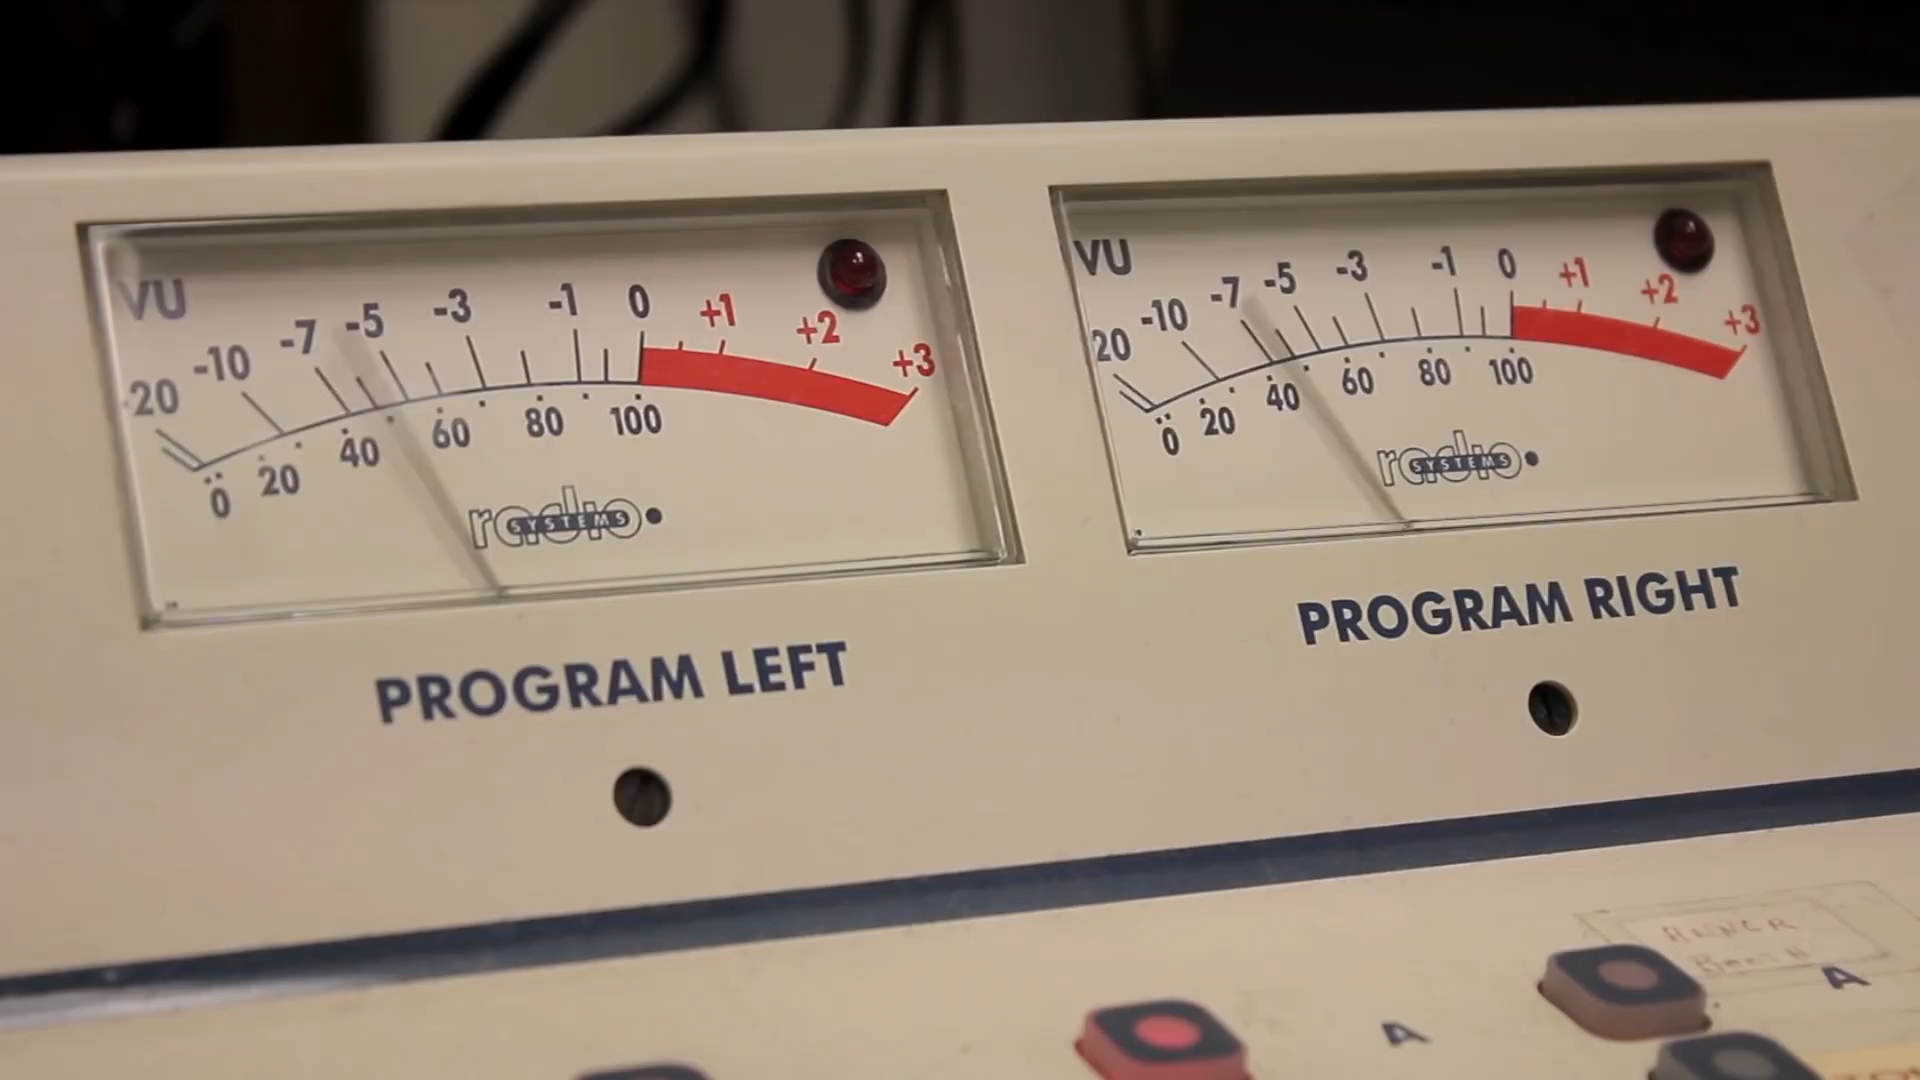 VU
-20 -10 -7 -5 -3 -1 0 +1 +2 +3
0 20 40 60 80 100
radio
SYSTEMS
PROGRAM LEFT
VU
20 -10 -7 -5 -3 -1 0 +1 +2 +3
0 20 40 60 80 100
radio
SYSTEMS
PROGRAM RIGHT
A
A